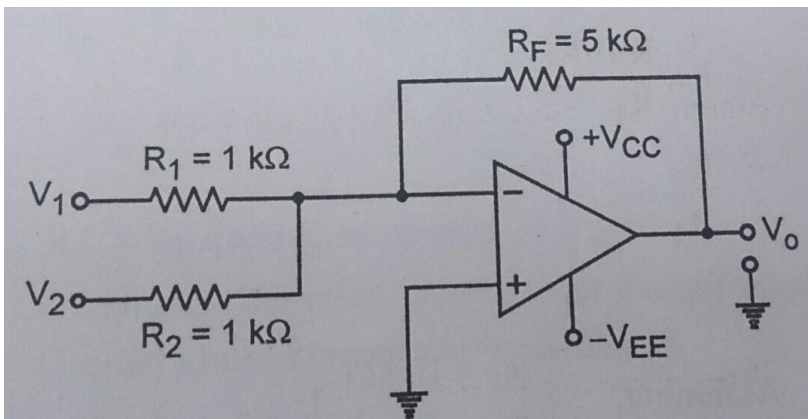 R_F = 5 kΩ
+V_CC
R_1 = 1 kΩ
V_1
−
V_o
V_2
+
R_2 = 1 kΩ
−V_EE